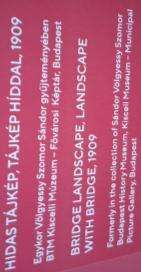 HIDAS TÁJKÉP, TÁJKÉP HÍDDAL, 1909
Egykor Völgyessy Szomor Sándor gyűjteményében
BTM Kiscelli Múzeum – Fővárosi Képtár, Budapest
BRIDGE LANDSCAPE, LANDSCAPE
WITH BRIDGE, 1909
Formerly in the collection of Sándor Völgyessy Szomor
Budapest History Museum, Kiscell Museum – Municipal
Picture Gallery, Budapest